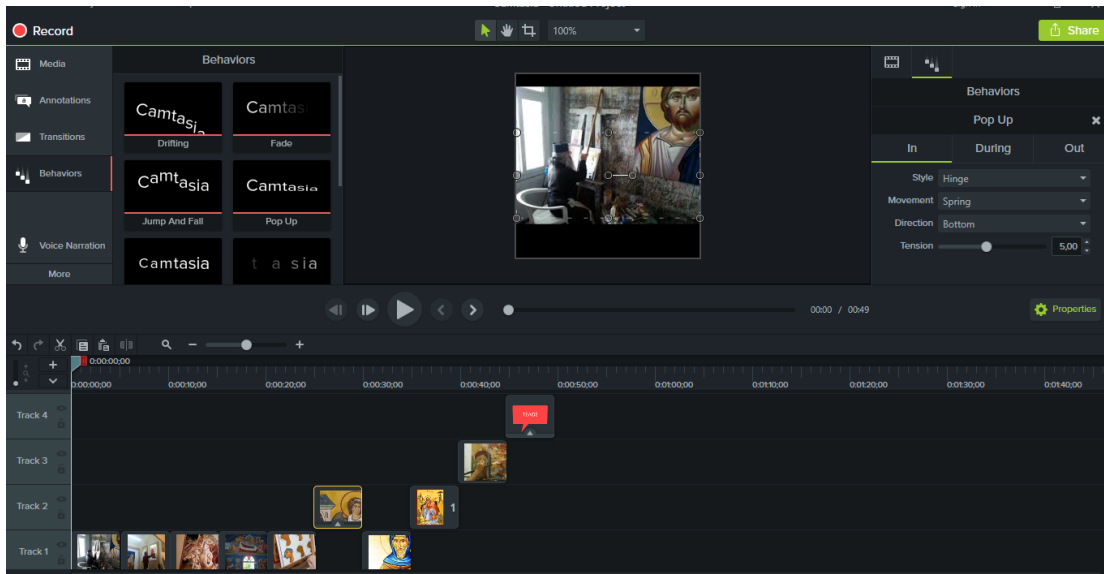 Record
100%
Share
Media
Annotations
Transitions
Behaviors
Voice Narration
More
Behaviors
Camtasia
Drifting
Camtas
Fade
Camtasia
Jump And Fall
Camtasia
Pop Up
Camtasia
t a sia
Behaviors
Pop Up
In During Out
Style Hinge
Movement Spring
Direction Bottom
Tension 5,00
00:00 / 00:49
Properties
0:00:00;00
0:00:00;00 0:00:10;00 0:00:20;00 0:00:30;00 0:00:40;00 0:00:50;00 0:01:00;00 0:01:10;00 0:01:20;00 0:01:30;00 0:01:40;00
Track 4
Track 3
Track 2
1
Track 1